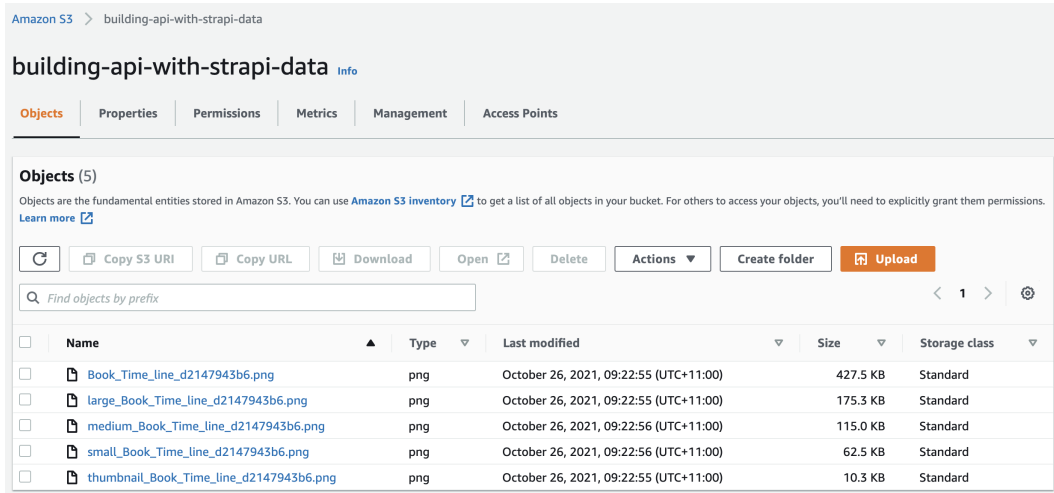 Amazon S3 > building-api-with-strapi-data
building-api-with-strapi-data Info
Objects Properties Permissions Metrics Management Access Points
Objects (5)
Objects are the fundamental entities stored in Amazon S3. You can use Amazon S3 inventory to get a list of all objects in your bucket. For others to access your objects, you'll need to explicitly grant them permissions.
Learn more
Copy S3 URI Copy URL Download Open Delete Actions Create folder Upload
Find objects by prefix
< 1 >
Name Type Last modified Size Storage class
Book_Time_line_d2147943b6.png png October 26, 2021, 09:22:55 (UTC+11:00) 427.5 KB Standard
large_Book_Time_line_d2147943b6.png png October 26, 2021, 09:22:55 (UTC+11:00) 175.3 KB Standard
medium_Book_Time_line_d2147943b6.png png October 26, 2021, 09:22:56 (UTC+11:00) 115.0 KB Standard
small_Book_Time_line_d2147943b6.png png October 26, 2021, 09:22:56 (UTC+11:00) 62.5 KB Standard
thumbnail_Book_Time_line_d2147943b6.png png October 26, 2021, 09:22:55 (UTC+11:00) 10.3 KB Standard